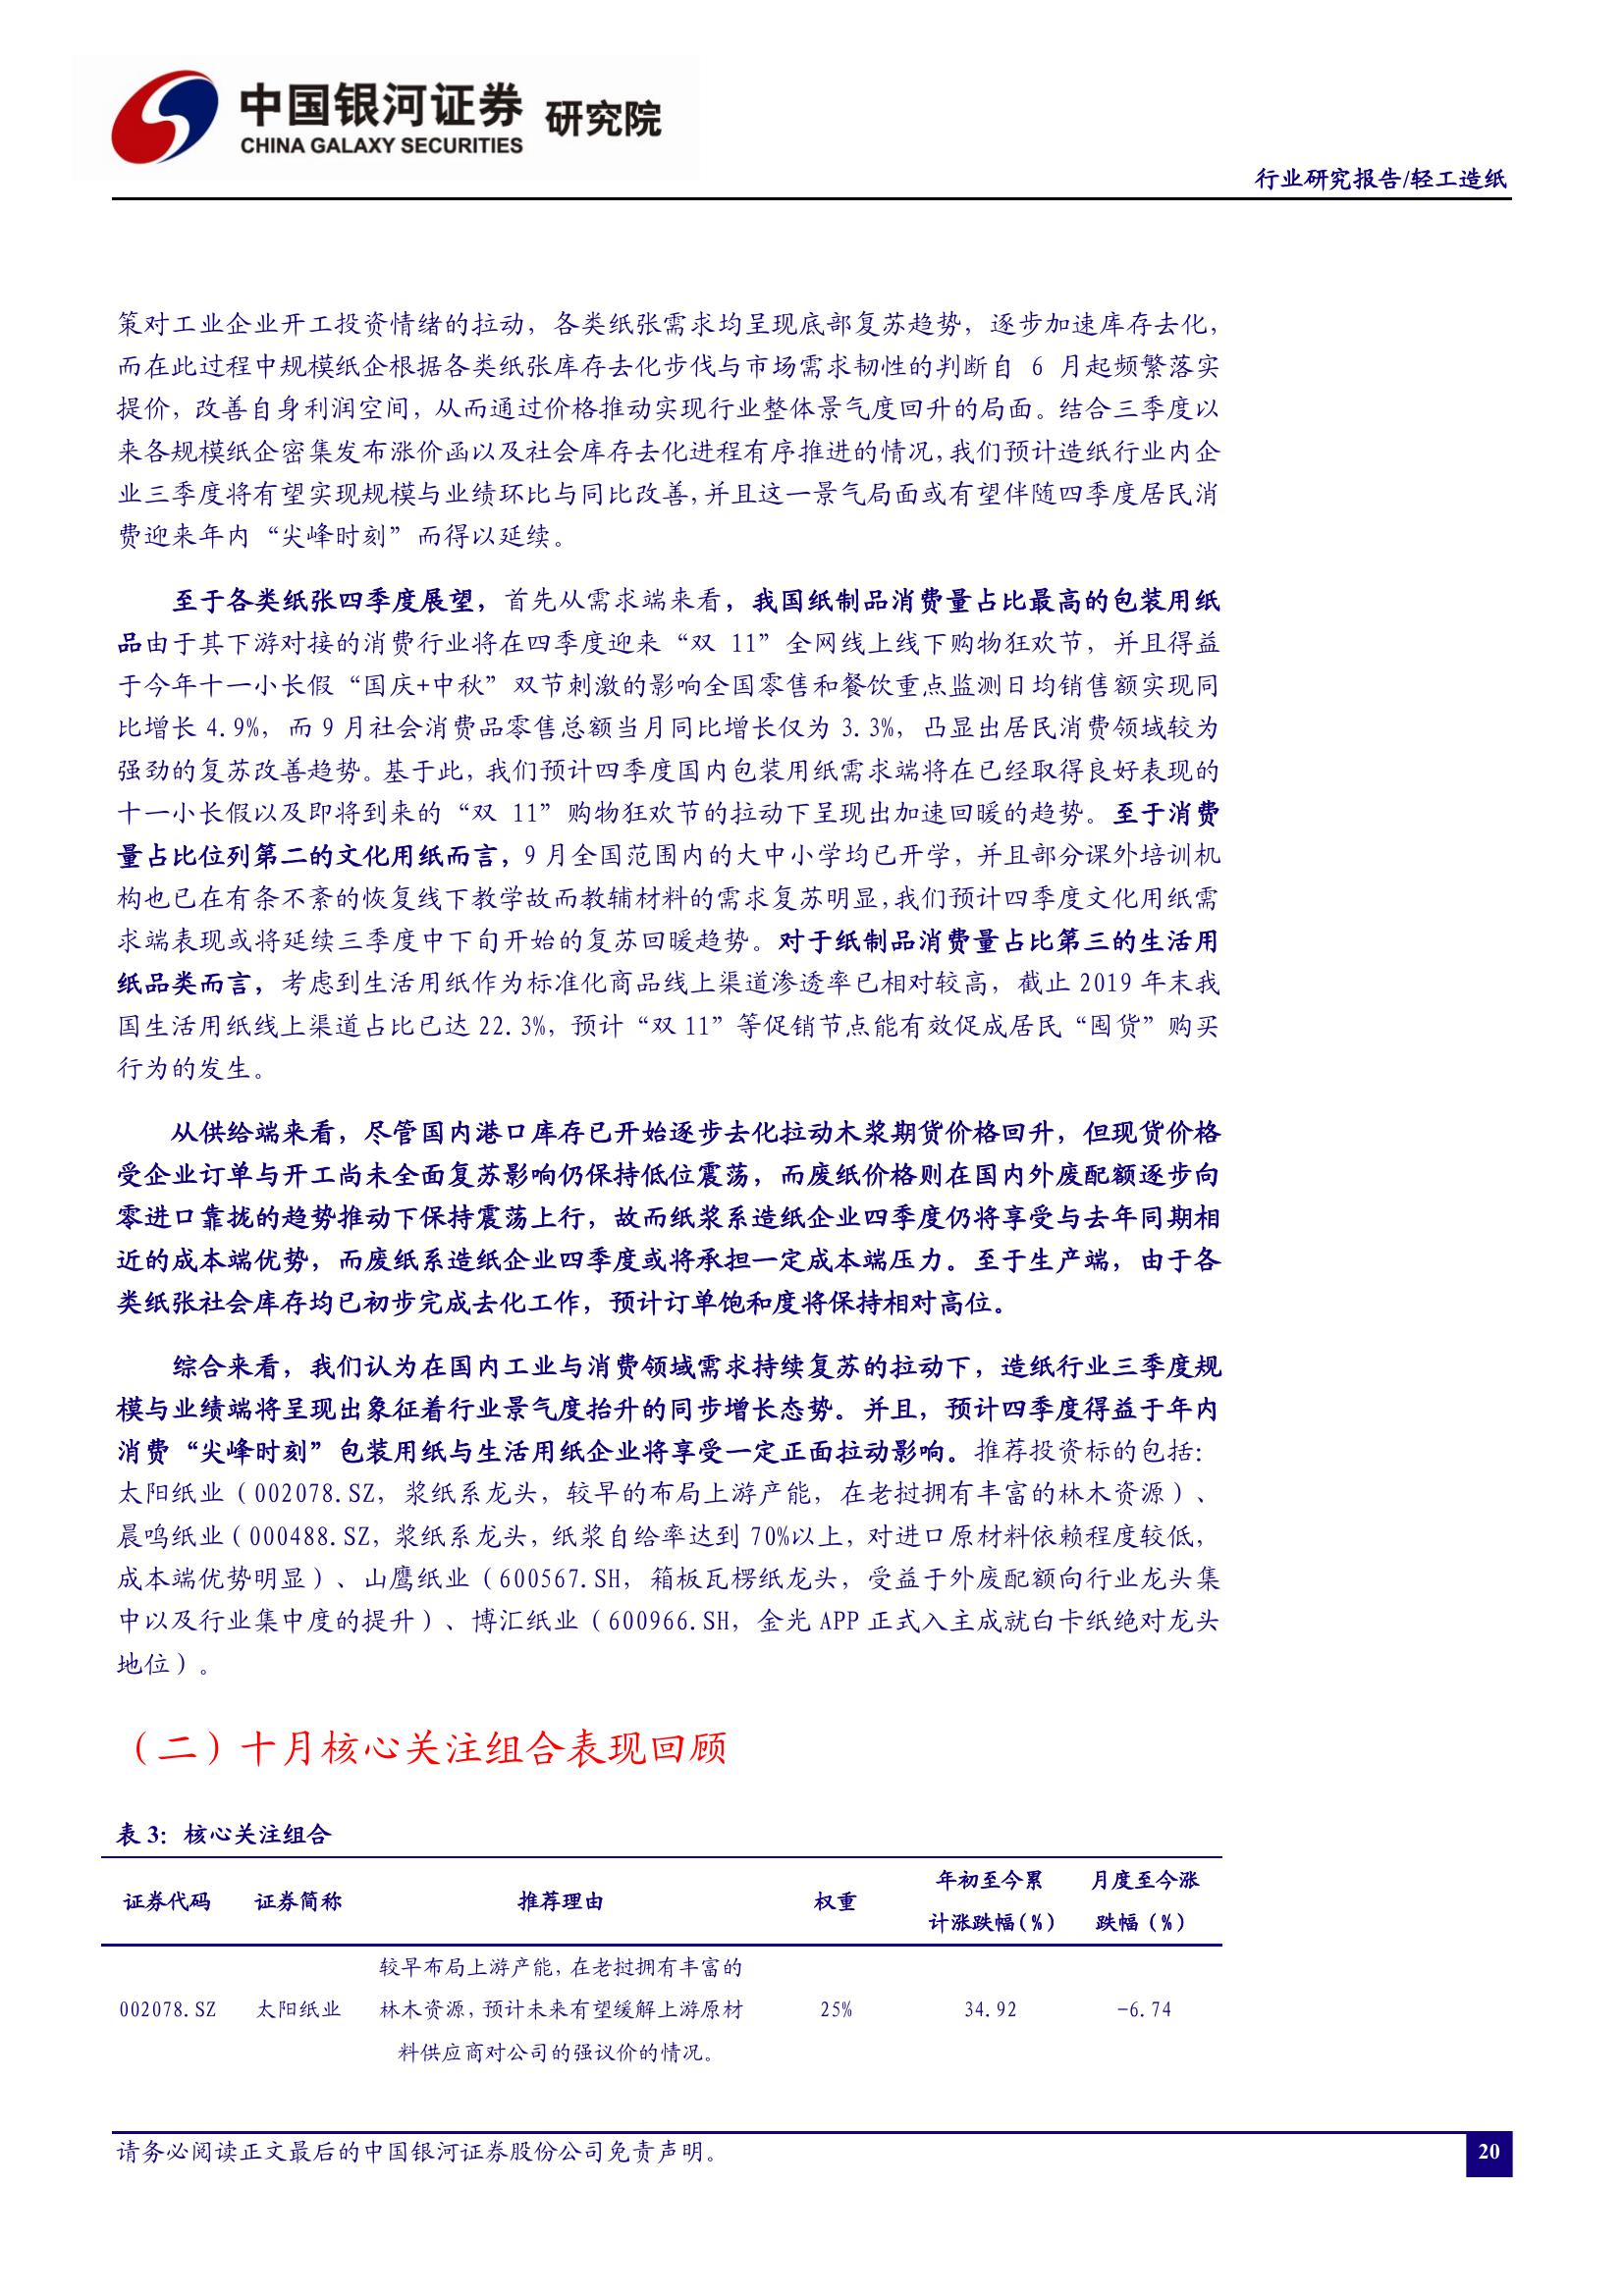 中国银河证券 研究院
CHINA GALAXY SECURITIES
行业研究报告/轻工造纸
策对工业企业开工投资情绪的拉动，各类纸张需求均呈现底部复苏趋势，逐步加速库存去化，
而在此过程中规模纸企根据各类纸张库存去化步伐与市场需求韧性的判断自 6 月起频繁落实
提价，改善自身利润空间，从而通过价格推动实现行业整体景气度回升的局面。结合三季度以
来各规模纸企密集发布涨价函以及社会库存去化进程有序推进的情况，我们预计造纸行业内企
业三季度将有望实现规模与业绩环比与同比改善，并且这一景气局面或有望伴随四季度居民消
费迎来年内“尖峰时刻”而得以延续。
至于各类纸张四季度展望，首先从需求端来看，我国纸制品消费量占比最高的包装用纸
品由于其下游对接的消费行业将在四季度迎来“双 11”全网线上线下购物狂欢节，并且得益
于今年十一小长假“国庆+中秋”双节刺激的影响全国零售和餐饮重点监测日均销售额实现同
比增长 4.9%，而 9 月社会消费品零售总额当月同比增长仅为 3.3%，凸显出居民消费领域较为
强劲的复苏改善趋势。基于此，我们预计四季度国内包装用纸需求端将在已经取得良好表现的
十一小长假以及即将到来的“双 11”购物狂欢节的拉动下呈现出加速回暖的趋势。至于消费
量占比位列第二的文化用纸而言，9 月全国范围内的大中小学均已开学，并且部分课外培训机
构也已在有条不紊的恢复线下教学故而教辅材料的需求复苏明显，我们预计四季度文化用纸需
求端表现或将延续三季度中下旬开始的复苏回暖趋势。对于纸制品消费量占比第三的生活用
纸品类而言，考虑到生活用纸作为标准化商品线上渠道渗透率已相对较高，截止 2019 年末我
国生活用纸线上渠道占比已达 22.3%，预计“双 11”等促销节点能有效促成居民“囤货”购买
行为的发生。
从供给端来看，尽管国内港口库存已开始逐步去化拉动木浆期货价格回升，但现货价格
受企业订单与开工尚未全面复苏影响仍保持低位震荡，而废纸价格则在国内外废配额逐步向
零进口靠拢的趋势推动下保持震荡上行，故而纸浆系造纸企业四季度仍将享受与去年同期相
近的成本端优势，而废纸系造纸企业四季度或将承担一定成本端压力。至于生产端，由于各
类纸张社会库存均已初步完成去化工作，预计订单饱和度将保持相对高位。
综合来看，我们认为在国内工业与消费领域需求持续复苏的拉动下，造纸行业三季度规
模与业绩端将呈现出象征着行业景气度抬升的同步增长态势。并且，预计四季度得益于年内
消费“尖峰时刻”包装用纸与生活用纸企业将享受一定正面拉动影响。推荐投资标的包括：
太阳纸业（002078.SZ，浆纸系龙头，较早的布局上游产能，在老挝拥有丰富的林木资源）、
晨鸣纸业（000488.SZ，浆纸系龙头，纸浆自给率达到 70%以上，对进口原材料依赖程度较低，
成本端优势明显）、山鹰纸业（600567.SH，箱板瓦楞纸龙头，受益于外废配额向行业龙头集
中以及行业集中度的提升）、博汇纸业（600966.SH，金光 APP 正式入主成就白卡纸绝对龙头
地位）。
（二）十月核心关注组合表现回顾
表 3：核心关注组合
证券代码 证券简称 推荐理由 权重 年初至今累计涨跌幅(%) 月度至今涨跌幅（%）
较早布局上游产能，在老挝拥有丰富的
002078.SZ 太阳纸业 林木资源，预计未来有望缓解上游原材 25% 34.92 -6.74
料供应商对公司的强议价的情况。
请务必阅读正文最后的中国银河证券股份公司免责声明。
20